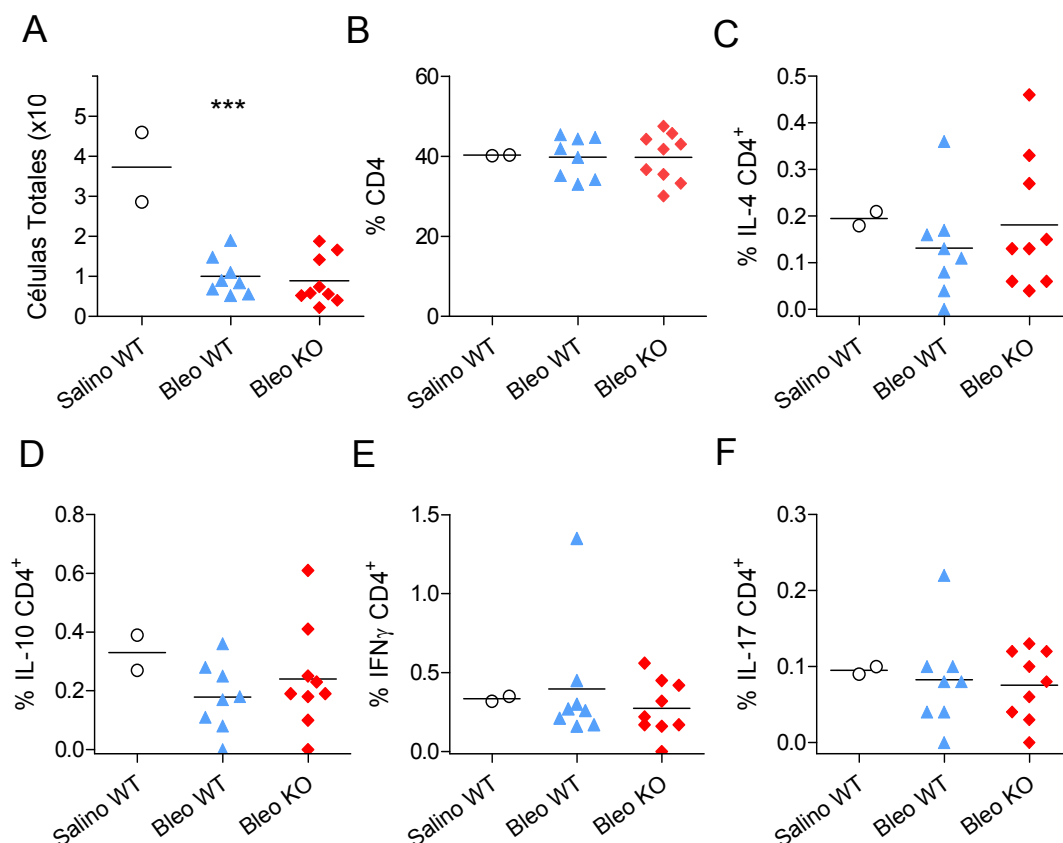 A
Células Totales (x10
5
4
3
2
1
0
***
Salino WT
Bleo WT
Bleo KO
B
% CD4
60
40
20
0
Salino WT
Bleo WT
Bleo KO
C
% IL-4 CD4⁺
0.5
0.4
0.3
0.2
0.1
0.0
Salino WT
Bleo WT
Bleo KO
D
% IL-10 CD4⁺
0.8
0.6
0.4
0.2
0.0
Salino WT
Bleo WT
Bleo KO
E
% IFNγ CD4⁺
1.5
1.0
0.5
0.0
Salino WT
Bleo WT
Bleo KO
F
% IL-17 CD4⁺
0.3
0.2
0.1
0.0
Salino WT
Bleo WT
Bleo KO